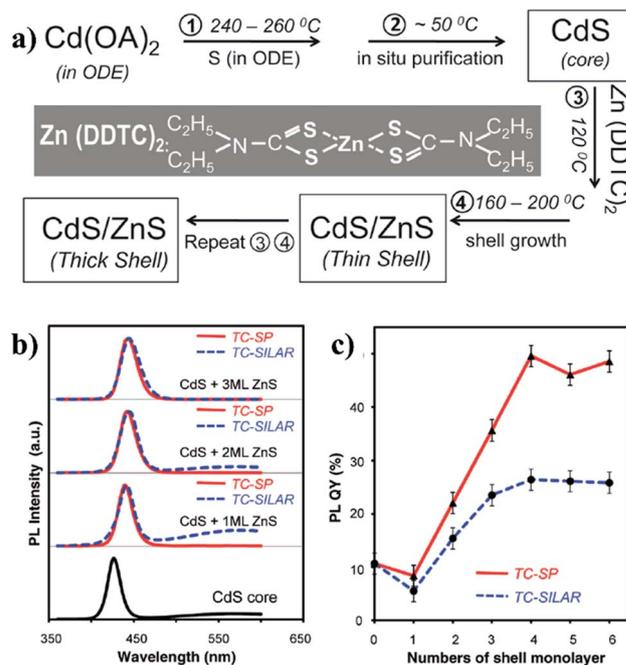 a)
Cd(OA)2
(in ODE)
① 240 – 260 ⁰C
S (in ODE)
② ~ 50 ⁰C
in situ purification
CdS
(core)
③ Zn (DDTC)2
120 ⁰C
Zn (DDTC)2:
C2H5
C2H5
N
C
S
S
Zn
S
S
C
N
C2H5
C2H5
④ 160 – 200 ⁰C
shell growth
CdS/ZnS
(Thin Shell)
Repeat ③ ④
CdS/ZnS
(Thick Shell)
b)
TC-SP
TC-SILAR
CdS + 3ML ZnS
TC-SP
TC-SILAR
CdS + 2ML ZnS
TC-SP
TC-SILAR
CdS + 1ML ZnS
CdS core
PL Intensity (a.u.)
350 450 550 650
Wavelength (nm)
c)
PL QY (%)
50
40
30
20
10
0
TC-SP
TC-SILAR
0 1 2 3 4 5 6
Numbers of shell monolayer